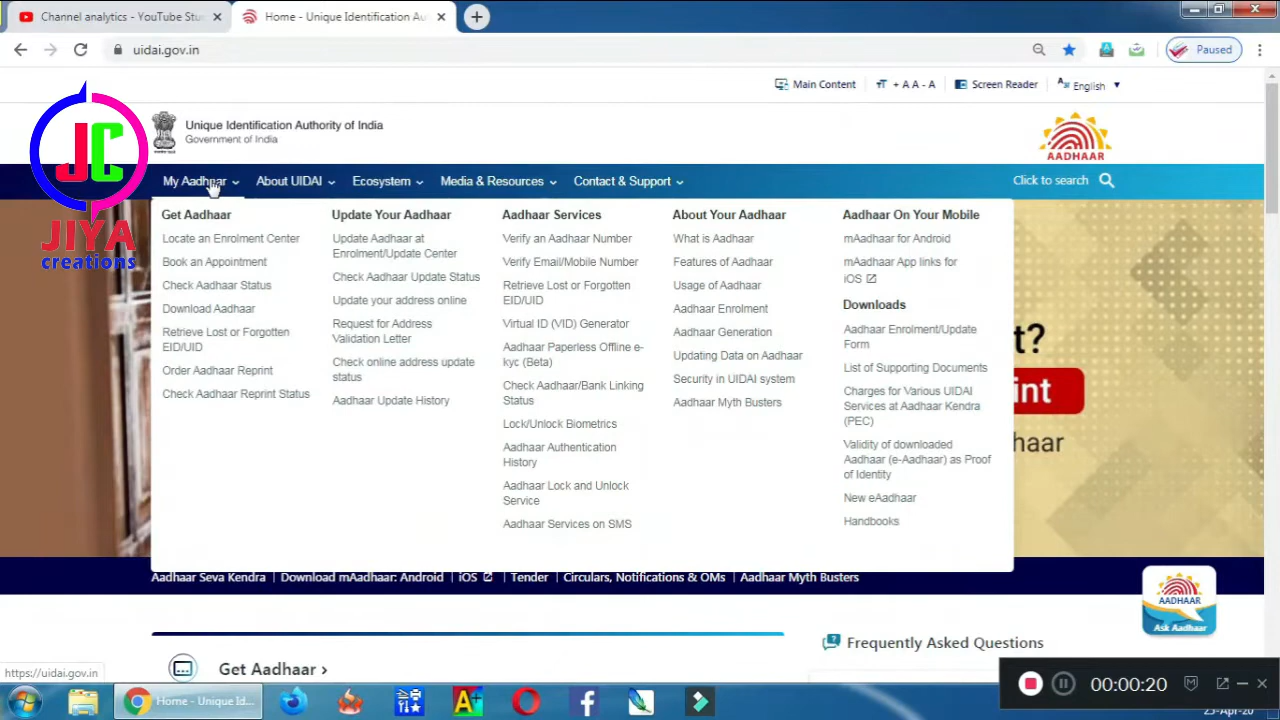 Channel analytics - YouTube Stu
Home - Unique Identification Au
uidai.gov.in
Paused
Main Content
+ A A - A
Screen Reader
English
JC
JIYA
creations
Unique Identification Authority of India
Government of India
AADHAAR
My Aadhaar
About UIDAI
Ecosystem
Media & Resources
Contact & Support
Click to search
Get Aadhaar
Locate an Enrolment Center
Book an Appointment
Check Aadhaar Status
Download Aadhaar
Retrieve Lost or Forgotten
EID/UID
Order Aadhaar Reprint
Check Aadhaar Reprint Status
Update Your Aadhaar
Update Aadhaar at
Enrolment/Update Center
Check Aadhaar Update Status
Update your address online
Request for Address
Validation Letter
Check online address update
status
Aadhaar Update History
Aadhaar Services
Verify an Aadhaar Number
Verify Email/Mobile Number
Retrieve Lost or Forgotten
EID/UID
Virtual ID (VID) Generator
Aadhaar Paperless Offline e-
kyc (Beta)
Check Aadhaar/Bank Linking
Status
Lock/Unlock Biometrics
Aadhaar Authentication
History
Aadhaar Lock and Unlock
Service
Aadhaar Services on SMS
About Your Aadhaar
What is Aadhaar
Features of Aadhaar
Usage of Aadhaar
Aadhaar Enrolment
Aadhaar Generation
Updating Data on Aadhaar
Security in UIDAI system
Aadhaar Myth Busters
Aadhaar On Your Mobile
mAadhaar for Android
mAadhaar App links for
iOS
Downloads
Aadhaar Enrolment/Update
Form
List of Supporting Documents
Charges for Various UIDAI
Services at Aadhaar Kendra
(PEC)
Validity of downloaded
Aadhaar (e-Aadhaar) as Proof
of Identity
New eAadhaar
Handbooks
t?
int
haar
Aadhaar Seva Kendra | Download mAadhaar: Android | iOS | Tender | Circulars, Notifications & OMs | Aadhaar Myth Busters
AADHAAR
Ask Aadhaar
Get Aadhaar >
Frequently Asked Questions
https://uidai.gov.in
00:00:20
Home - Unique Id...
A+
25-Apr-20